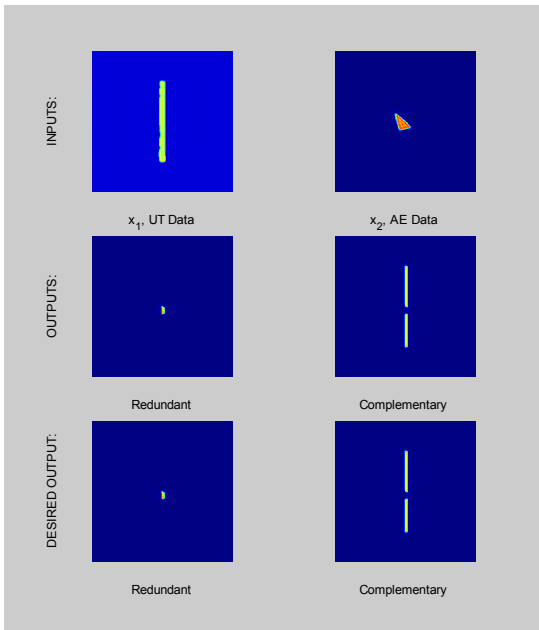 INPUTS:
x1, UT Data
x2, AE Data
OUTPUTS:
Redundant
Complementary
DESIRED OUTPUT:
Redundant
Complementary